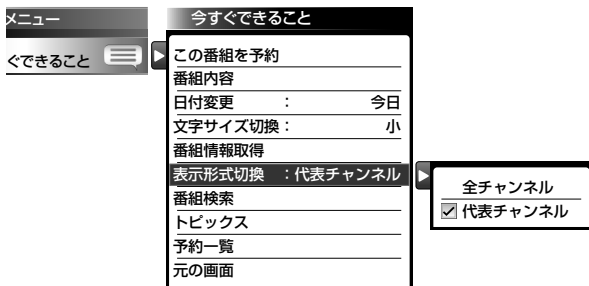 メニュー
ぐできること
今すぐできること
この番組を予約
番組内容
日付変更 : 今日
文字サイズ切換 : 小
番組情報取得
表示形式切換 : 代表チャンネル
番組検索
トピックス
予約一覧
元の画面
全チャンネル
代表チャンネル